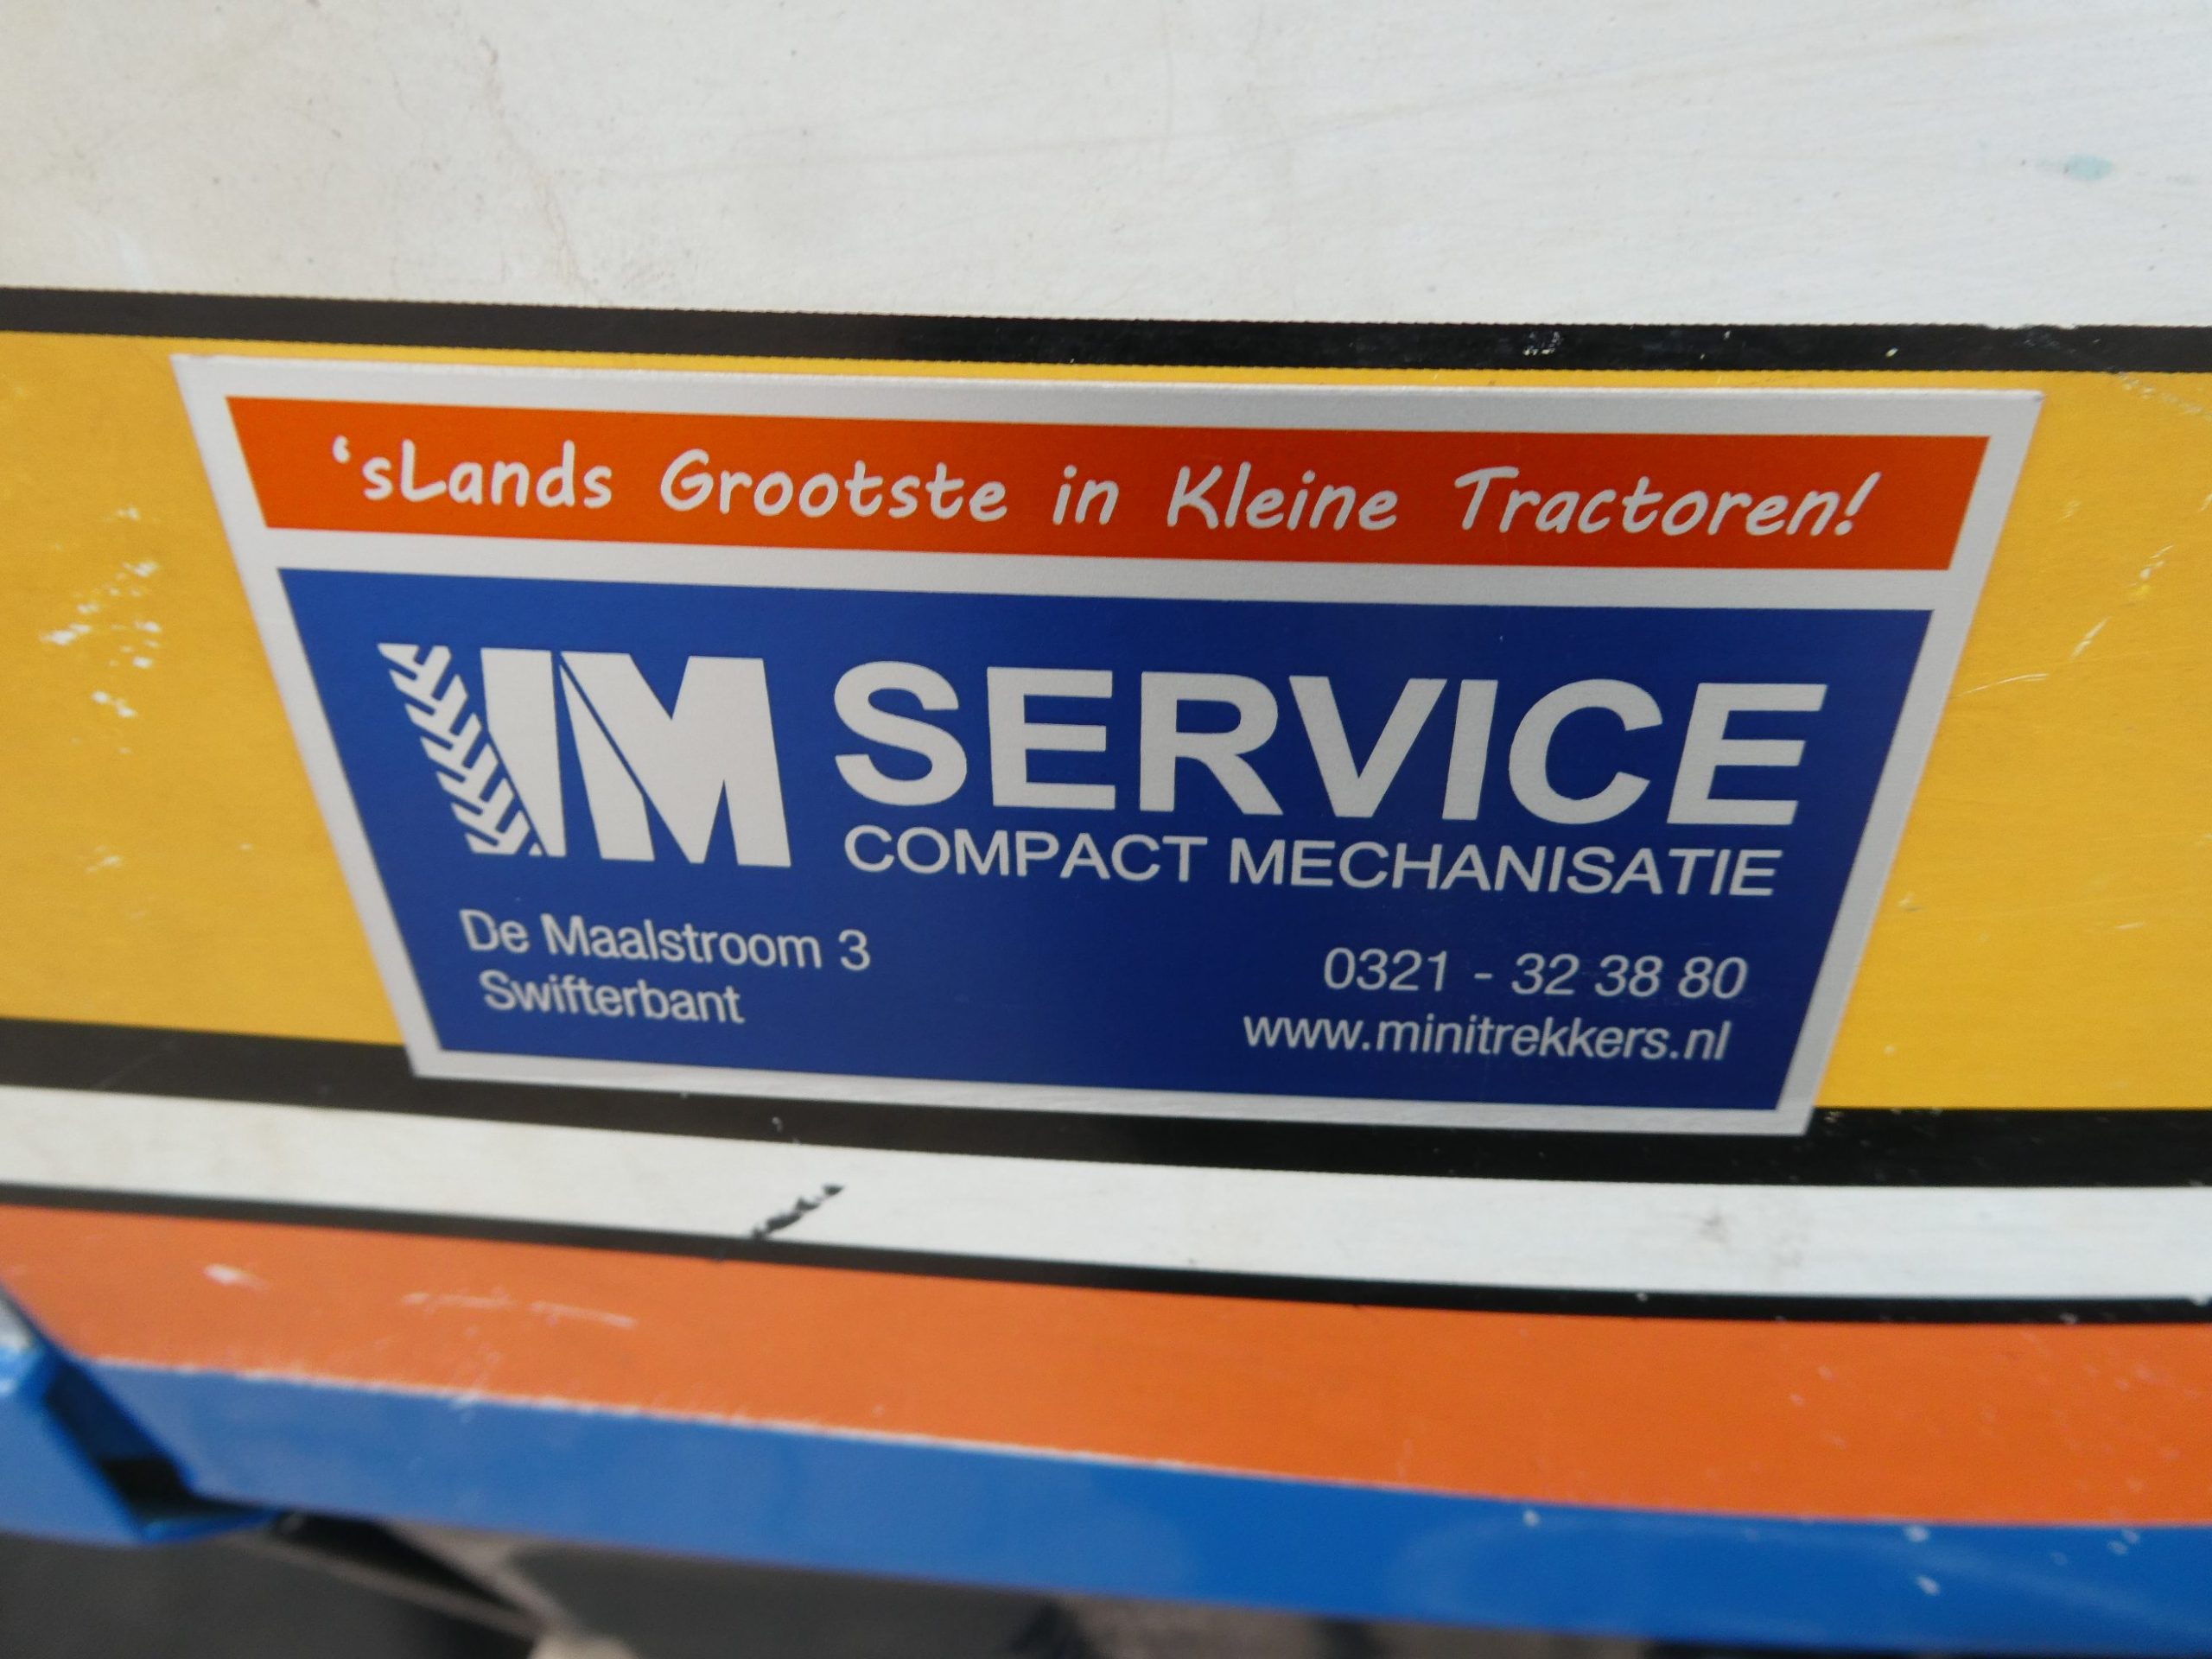 ‘sLands Grootste in Kleine Tractoren!
IM SERVICE
COMPACT MECHANISATIE
De Maalstroom 3
Swifterbant
0321 - 32 38 80
www.minitrekkers.nl